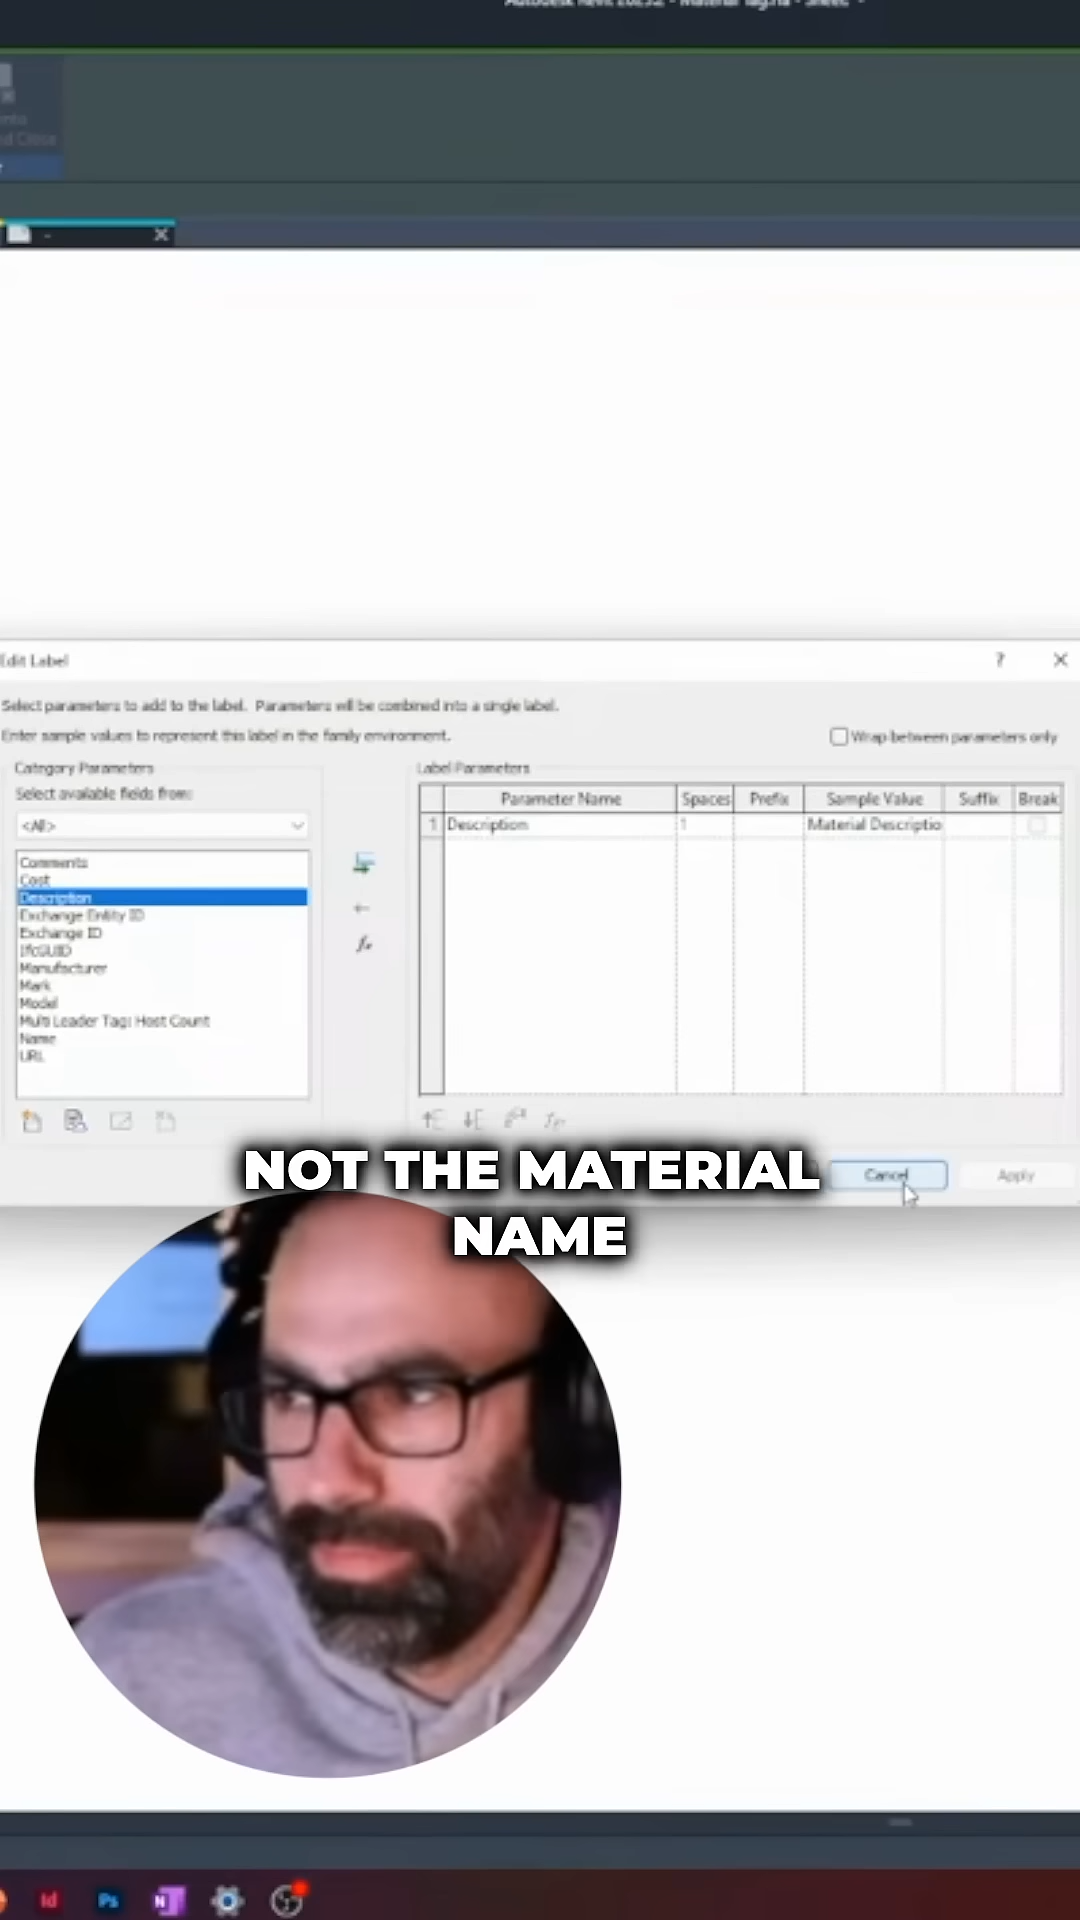 Edit Label
?
Select parameters to add to the label. Parameters will be combined into a single label.
Enter sample values to represent this label in the family environment.
Wrap between parameters only
Category Parameters
Select available fields from:
<All>
Comments
Cost
Description
Exchange Entity ID
Exchange ID
IfcGUID
Manufacturer
Mark
Model
Multi Leader Tag: Host Count
Name
URL
Label Parameters
Parameter Name Spaces Prefix Sample Value Suffix Break
1 Description 1 Material Descriptio
Cancel
Apply
NOT THE MATERIAL
NAME
Id
Ps
N